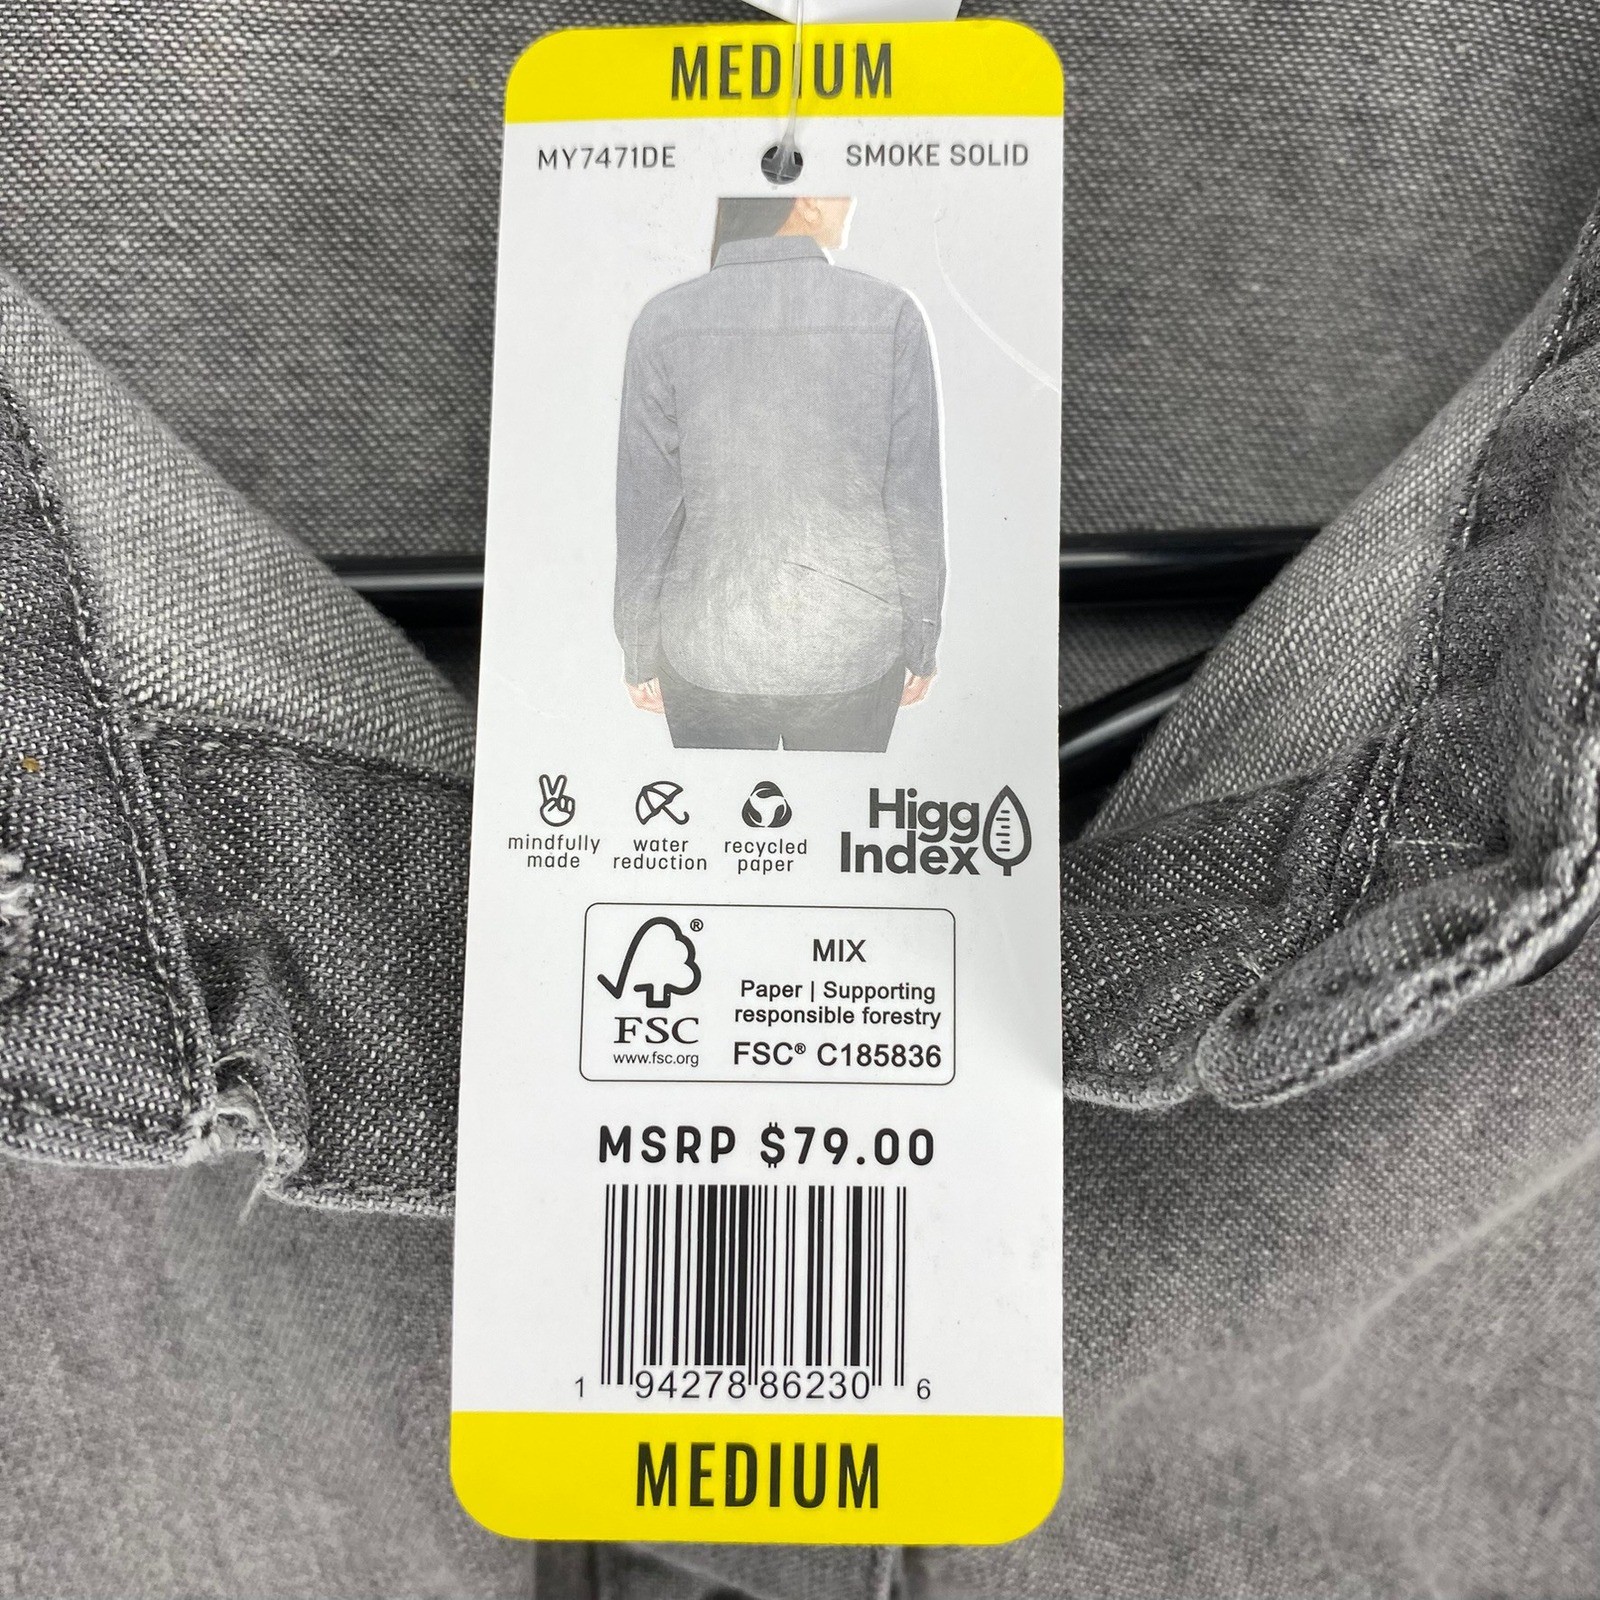 MEDIUM
MY7471DE
SMOKE SOLID
mindfully
made
water
reduction
recycled
paper
Higg
Index
®
FSC
www.fsc.org
MIX
Paper | Supporting
responsible forestry
FSC® C185836
MSRP $79.00
1 94278 86230 6
MEDIUM